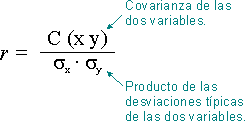 Covarianza de las
dos variables.
r = C (x y)
σx · σy
Producto de las
desviaciones típicas
de las dos variables.